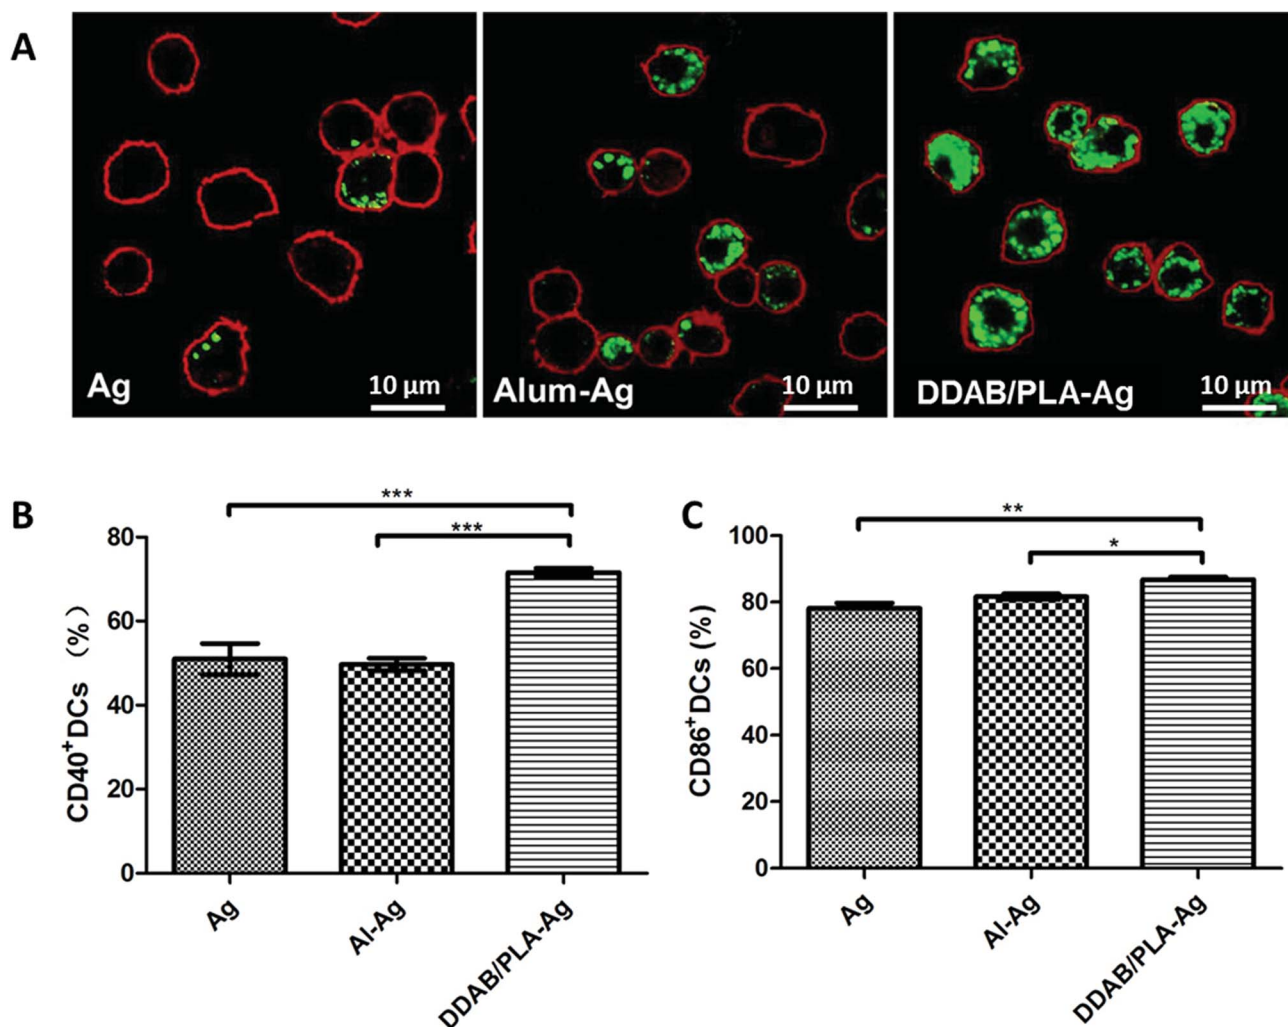 A
Ag
10 μm
Alum-Ag
10 μm
DDAB/PLA-Ag
10 μm
B
***
***
CD40+DCs (%)
80
60
40
20
0
Ag
Al-Ag
DDAB/PLA-Ag
C
**
*
CD86+DCs (%)
100
80
60
40
20
0
Ag
Al-Ag
DDAB/PLA-Ag